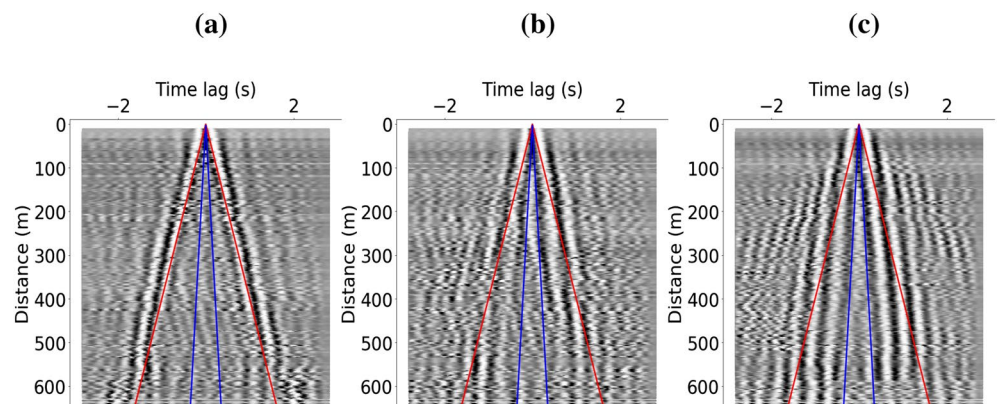 (a) (b) (c)
Time lag (s) Time lag (s) Time lag (s)
−2 2 −2 2 −2 2
0 0 0
100 100 100
200 200 200
300 300 300
400 400 400
500 500 500
600 600 600
Distance (m) Distance (m) Distance (m)